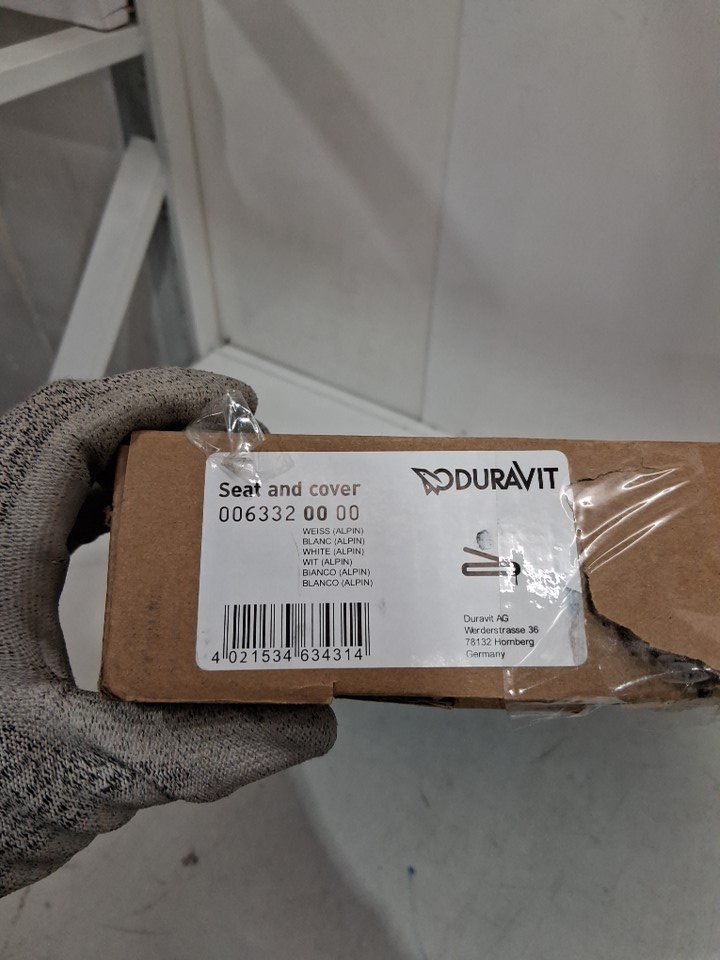 Seat and cover
DURAVIT
006332 00 00
WEISS (ALPIN)
BLANC (ALPIN)
WHITE (ALPIN)
WIT (ALPIN)
BIANCO (ALPIN)
BLANCO (ALPIN)
Duravit AG
Werderstrasse 36
78132 Hornberg
Germany
4 021534 634314